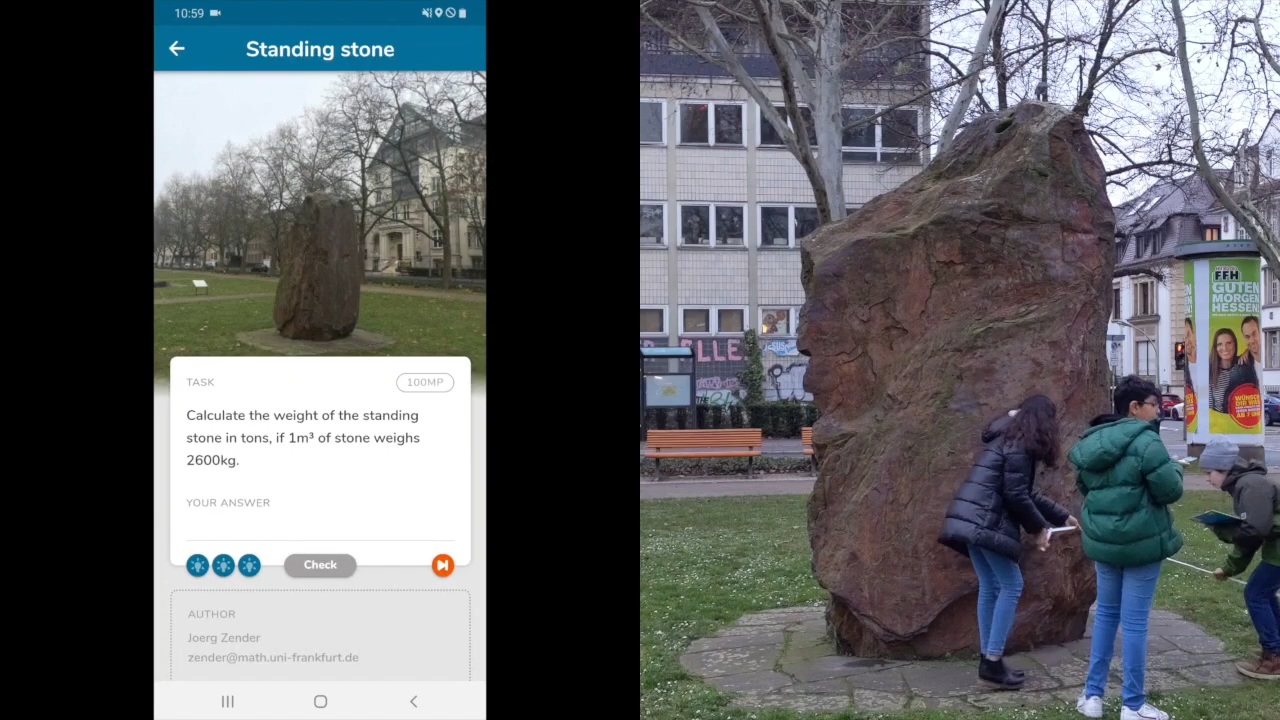 10:59
Standing stone
TASK
100MP
Calculate the weight of the standing
stone in tons, if 1m³ of stone weighs
2600kg.
YOUR ANSWER
Check
AUTHOR
Joerg Zender
zender@math.uni-frankfurt.de
ELLE
FFH
GUTEN
MORGEN
HESSEN!